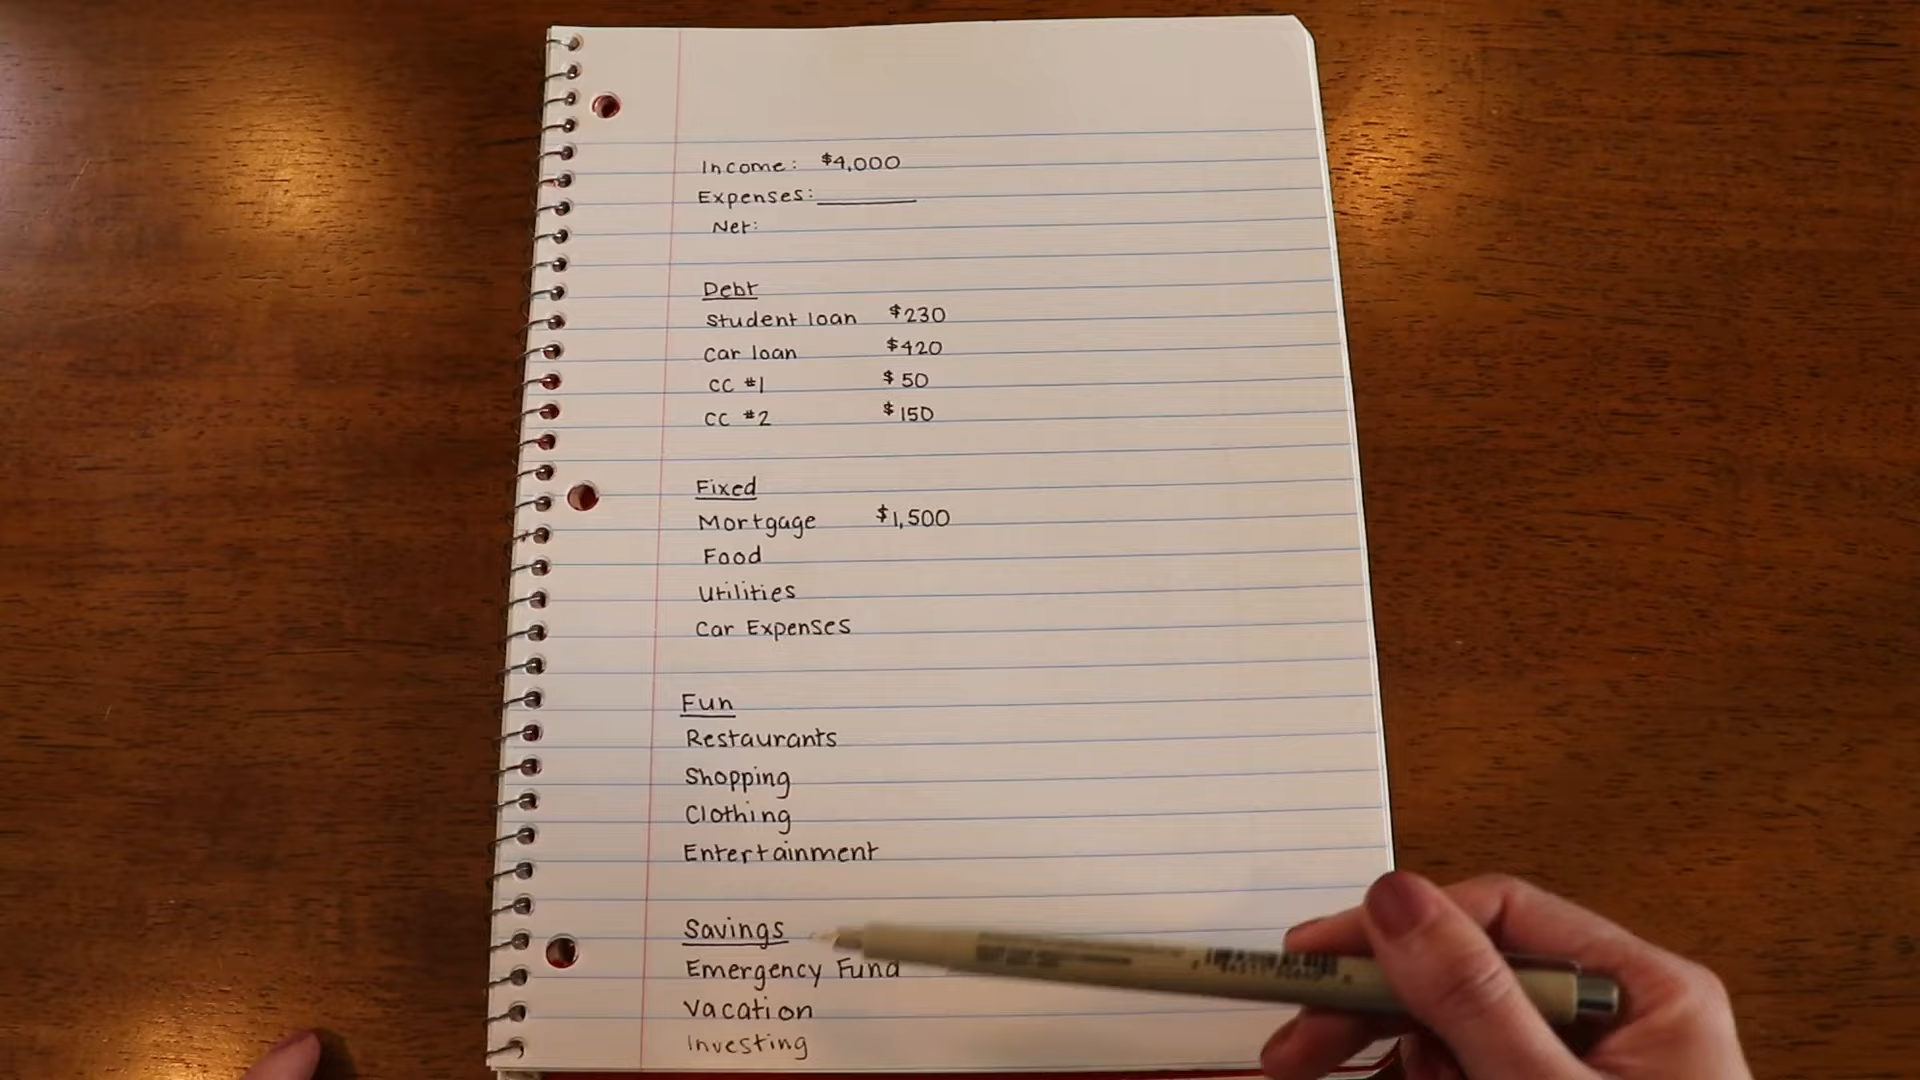 Income: $4,000
Expenses:
Net:
Debt
Student loan $230
Car loan $420
CC #1 $50
CC #2 $150
Fixed
Mortgage $1,500
Food
Utilities
Car Expenses
Fun
Restaurants
Shopping
Clothing
Entertainment
Savings
Emergency Fund
Vacation
Investing